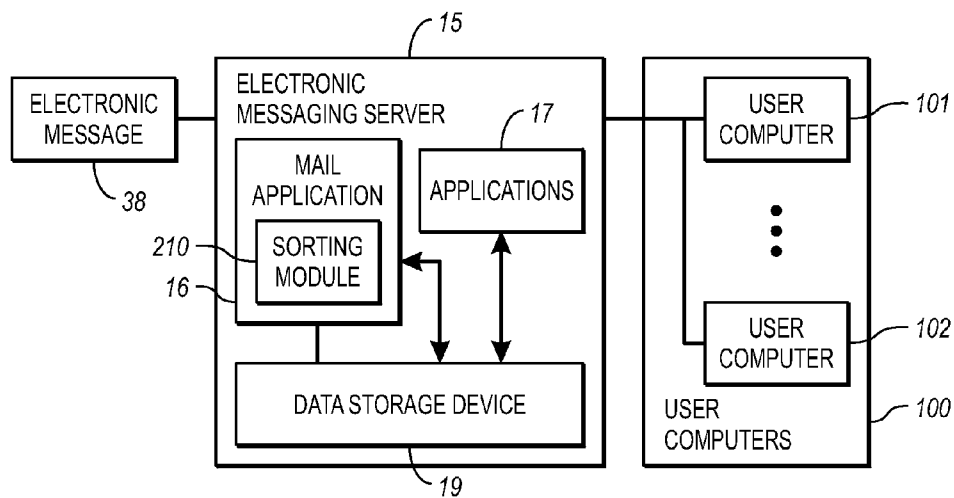 15
ELECTRONIC
MESSAGE
38
ELECTRONIC
MESSAGING SERVER
17
MAIL
APPLICATION
APPLICATIONS
210
SORTING
MODULE
16
DATA STORAGE DEVICE
19
USER
COMPUTER
101
USER
COMPUTER
102
USER
COMPUTERS
100